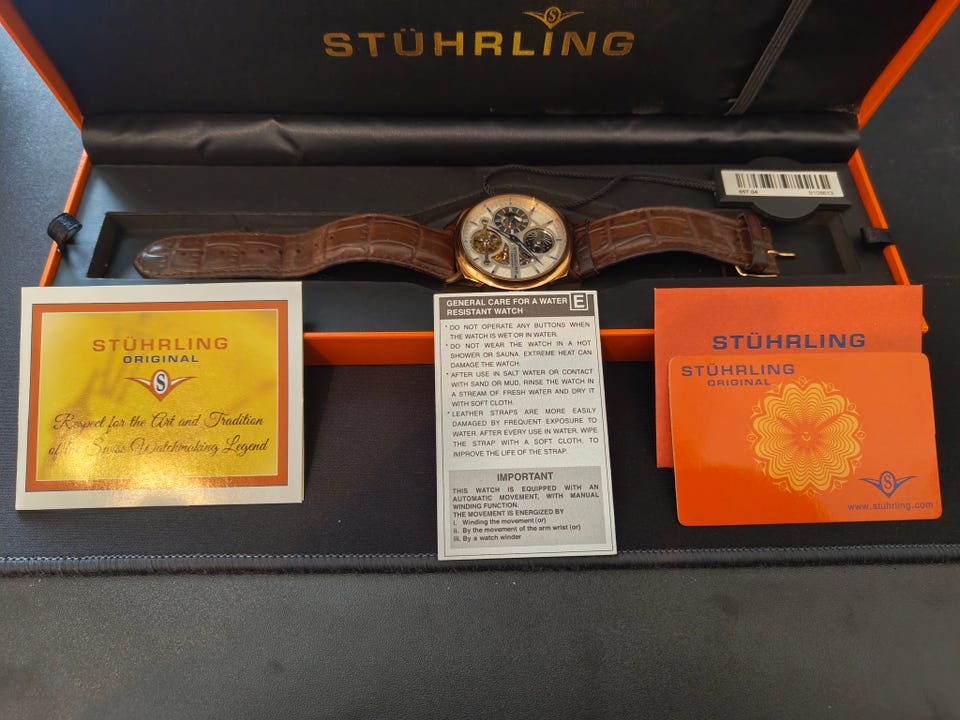 STÜHRLING
657.04
STÜHRLING
ORIGINAL
S
Respect for the Art and Tradition
of the Swiss Watchmaking Legend
GENERAL CARE FOR A WATER E
RESISTANT WATCH
* DO NOT OPERATE ANY BUTTONS WHEN
THE WATCH IS WET OR IN WATER.
* DO NOT WEAR THE WATCH IN A HOT
SHOWER OR SAUNA. EXTREME HEAT CAN
DAMAGE THE WATCH.
* AFTER USE IN SALT WATER OR CONTACT
WITH SAND OR MUD, RINSE THE WATCH IN
A STREAM OF FRESH WATER AND DRY IT
WITH SOFT CLOTH.
* LEATHER STRAPS ARE MORE EASILY
DAMAGED BY FREQUENT EXPOSURE TO
WATER. AFTER EVERY USE IN WATER, WIPE
THE STRAP WITH A SOFT CLOTH, TO
IMPROVE THE LIFE OF THE STRAP.
IMPORTANT
THIS WATCH IS EQUIPPED WITH AN
AUTOMATIC MOVEMENT, WITH MANUAL
WINDING FUNCTION.
THE MOVEMENT IS ENERGIZED BY
i. Winding the movement (or)
ii. By the movement of the arm wrist (or)
iii. By a watch winder
STÜHRLING
STÜHRLING
ORIGINAL
S
www.stuhrling.com